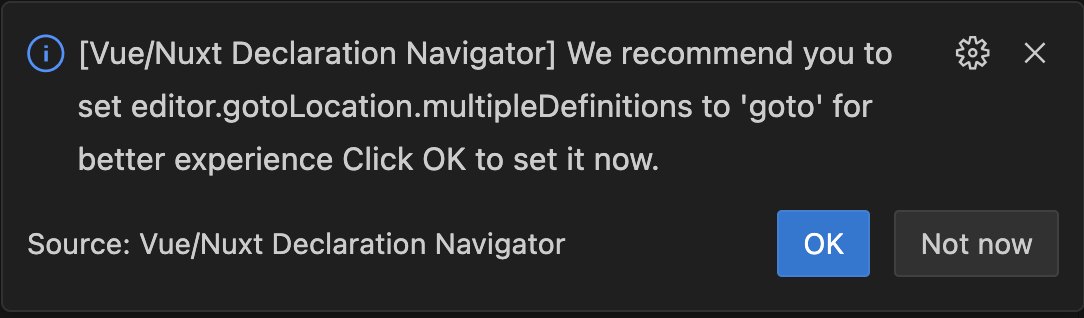 [Vue/Nuxt Declaration Navigator] We recommend you to
set editor.gotoLocation.multipleDefinitions to 'goto' for
better experience Click OK to set it now.
Source: Vue/Nuxt Declaration Navigator
OK
Not now